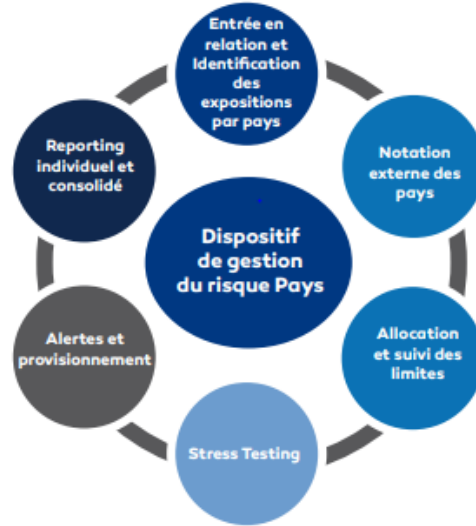 Entrée en
relation et
Identification
des
expositions
par pays
Notation
externe des
pays
Allocation
et suivi des
limites
Stress Testing
Alertes et
provisionnement
Reporting
individuel et
consolidé
Dispositif
de gestion
du risque Pays